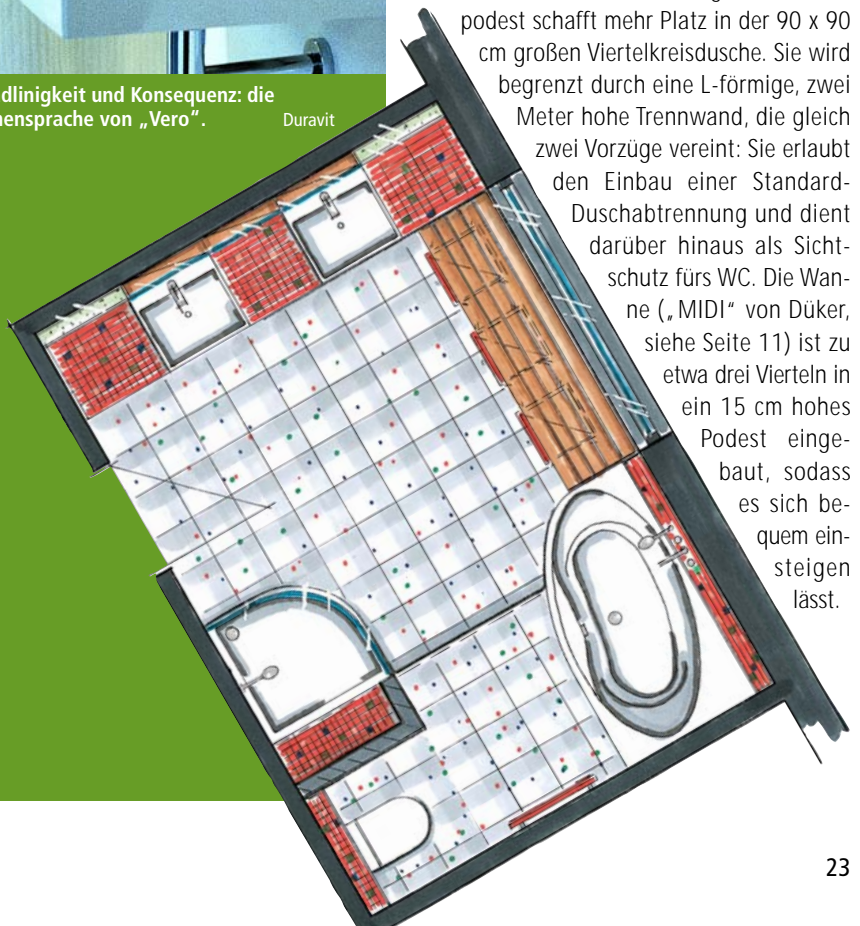 dlinigkeit und Konsequenz: die
ensprache von „Vero“. Duravit
podest schafft mehr Platz in der 90 x 90
cm großen Viertelkreisdusche. Sie wird
begrenzt durch eine L-förmige, zwei
Meter hohe Trennwand, die gleich
zwei Vorzüge vereint: Sie erlaubt
den Einbau einer Standard-
Duschabtrennung und dient
darüber hinaus als Sicht-
schutz fürs WC. Die Wan-
ne („MIDI“ von Düker,
siehe Seite 11) ist zu
etwa drei Vierteln in
ein 15 cm hohes
Podest einge-
baut, sodass
es sich be-
quem ein-
steigen
lässt.
23